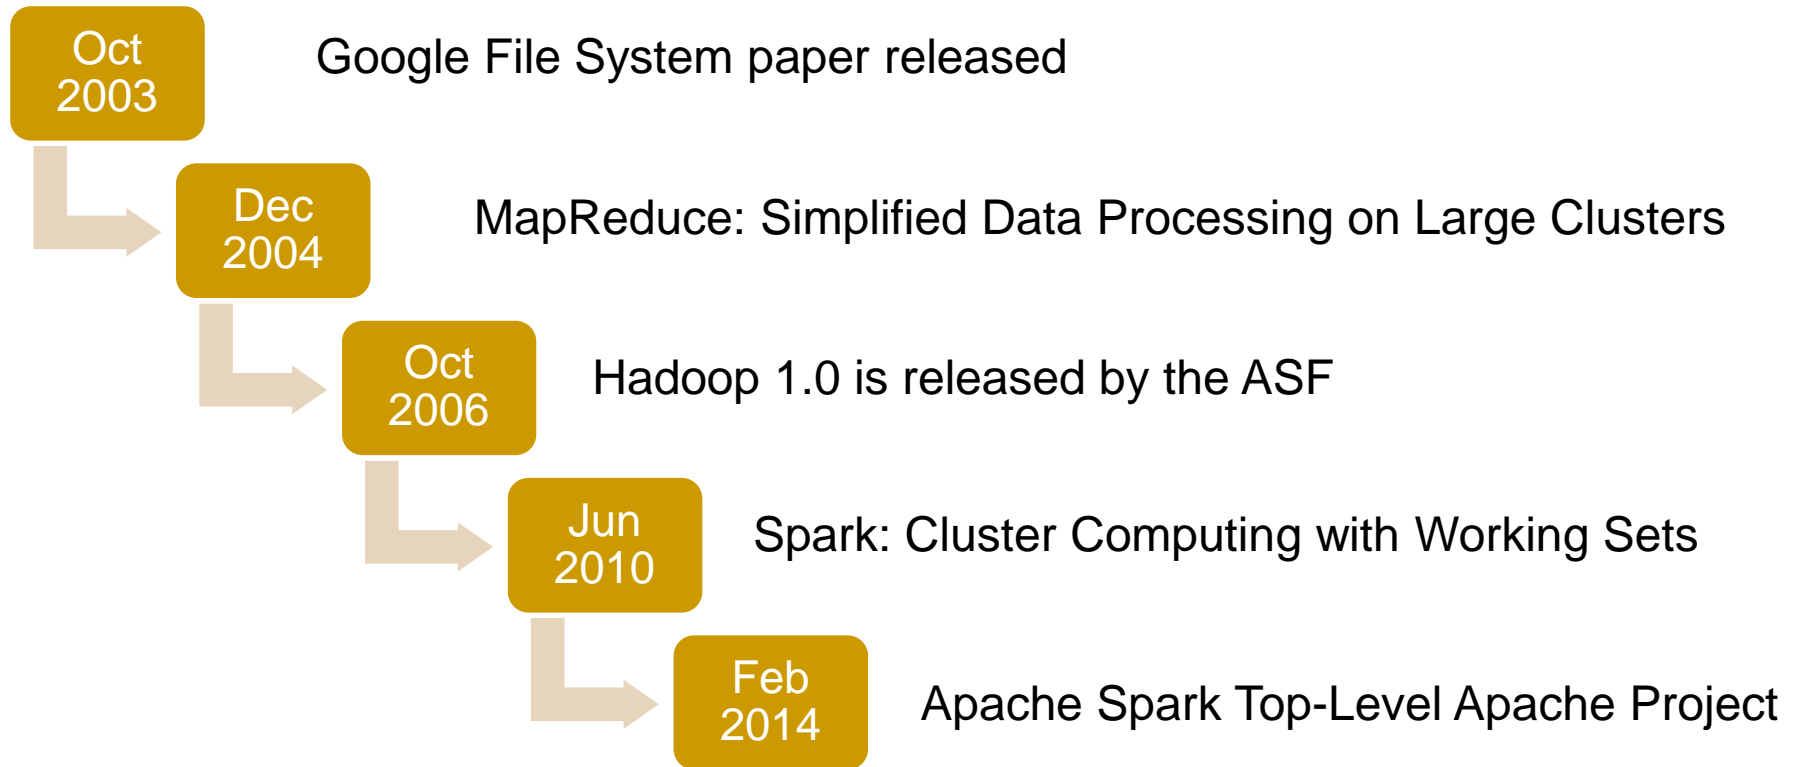 Oct
2003
Google File System paper released
Dec
2004
MapReduce: Simplified Data Processing on Large Clusters
Oct
2006
Hadoop 1.0 is released by the ASF
Jun
2010
Spark: Cluster Computing with Working Sets
Feb
2014
Apache Spark Top-Level Apache Project